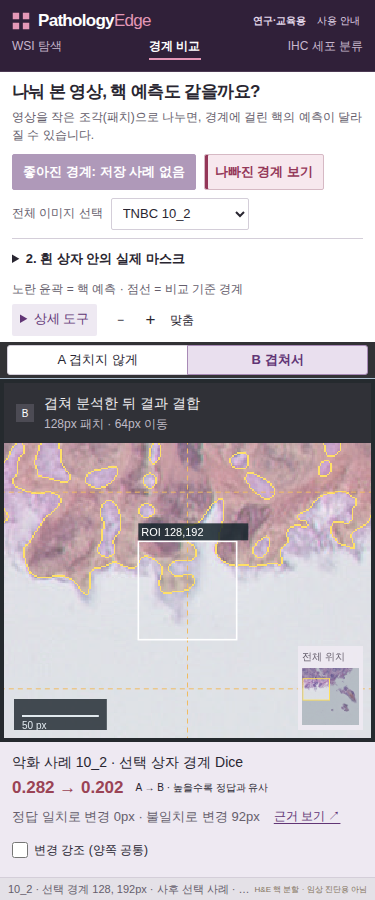 PathologyEdge
연구·교육용 사용 안내
WSI 탐색 경계 비교 IHC 세포 분류
나눠 본 영상, 핵 예측도 같을까요?
영상을 작은 조각(패치)으로 나누면, 경계에 걸린 핵의 예측이 달라
질 수 있습니다.
좋아진 경계: 저장 사례 없음 나빠진 경계 보기
전체 이미지 선택 TNBC 10_2
▶ 2. 흰 상자 안의 실제 마스크
노란 윤곽 = 핵 예측 · 점선 = 비교 기준 경계
▶ 상세 도구 − + 맞춤
A 겹치지 않게 B 겹쳐서
B 겹쳐 분석한 뒤 결과 결합
128px 패치 · 64px 이동
ROI 128,192
전체 위치
50 px
악화 사례 10_2 · 선택 상자 경계 Dice
0.282 → 0.202 A → B · 높을수록 정답과 유사
정답 일치로 변경 0px · 불일치로 변경 92px 근거 보기 ↗
변경 강조 (양쪽 공통)
10_2 · 선택 경계 128, 192px · 사후 선택 사례 · ... H&E 핵 분할 · 임상 진단용 아님